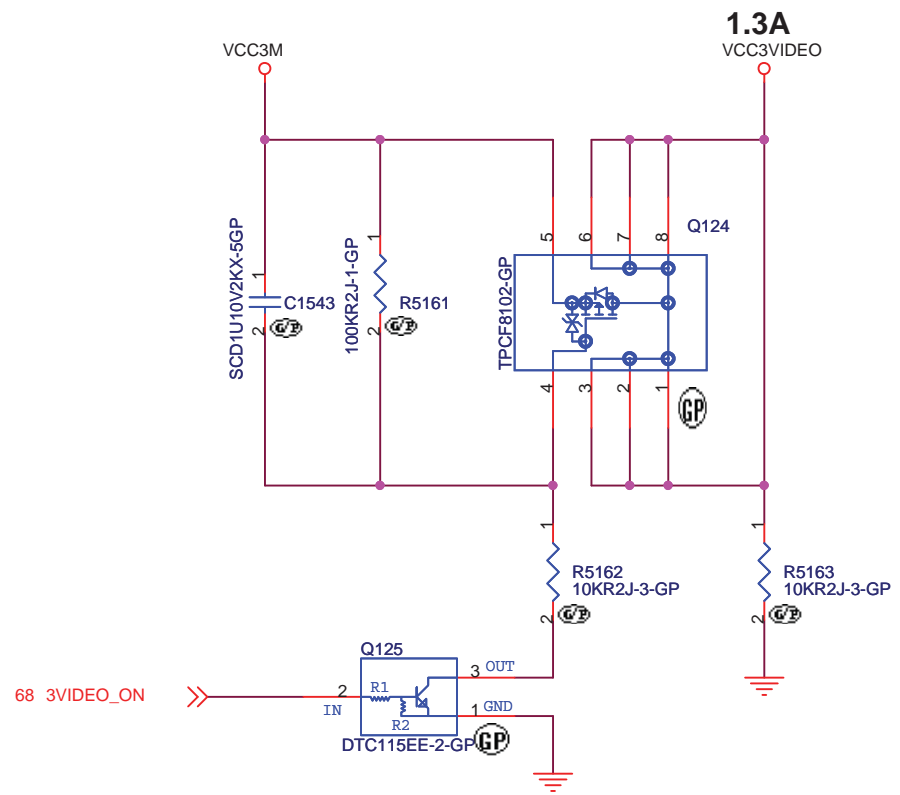 1.3A
VCC3M
VCC3VIDEO
Q124
5
6
7
8
SCD1U10V2KX-5GP
1
C1543
2
G/P
100KR2J-1-GP
1
R5161
2
G/P
TPCF8102-GP
4
3
2
1
GP
1
R5162
10KR2J-3-GP
2
G/P
1
R5163
10KR2J-3-GP
2
G/P
Q125
68 3VIDEO_ON
2
IN
R1
R2
3 OUT
1 GND
DTC115EE-2-GP
GP